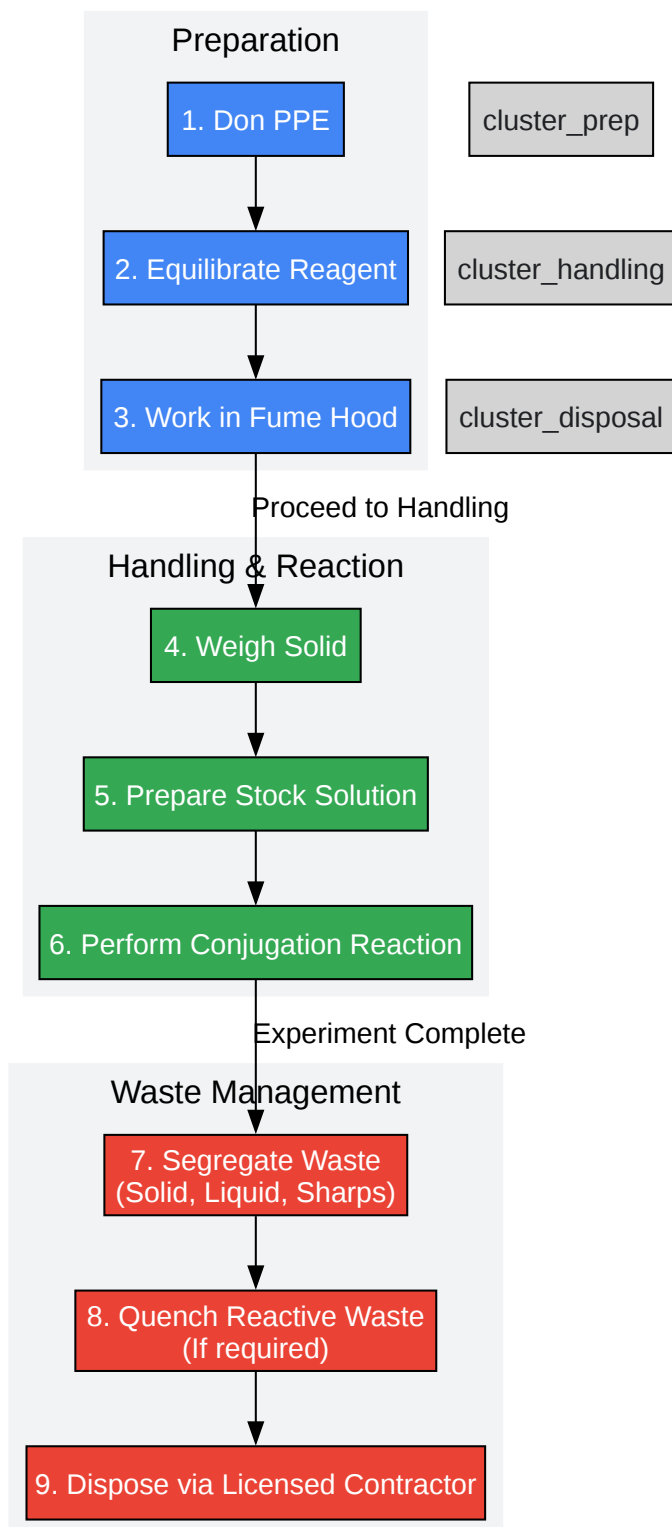 Preparation
1. Don PPE
cluster_prep
2. Equilibrate Reagent
cluster_handling
3. Work in Fume Hood
cluster_disposal
Proceed to Handling
Handling & Reaction
4. Weigh Solid
5. Prepare Stock Solution
6. Perform Conjugation Reaction
Experiment Complete
Waste Management
7. Segregate Waste
(Solid, Liquid, Sharps)
8. Quench Reactive Waste
(If required)
9. Dispose via Licensed Contractor